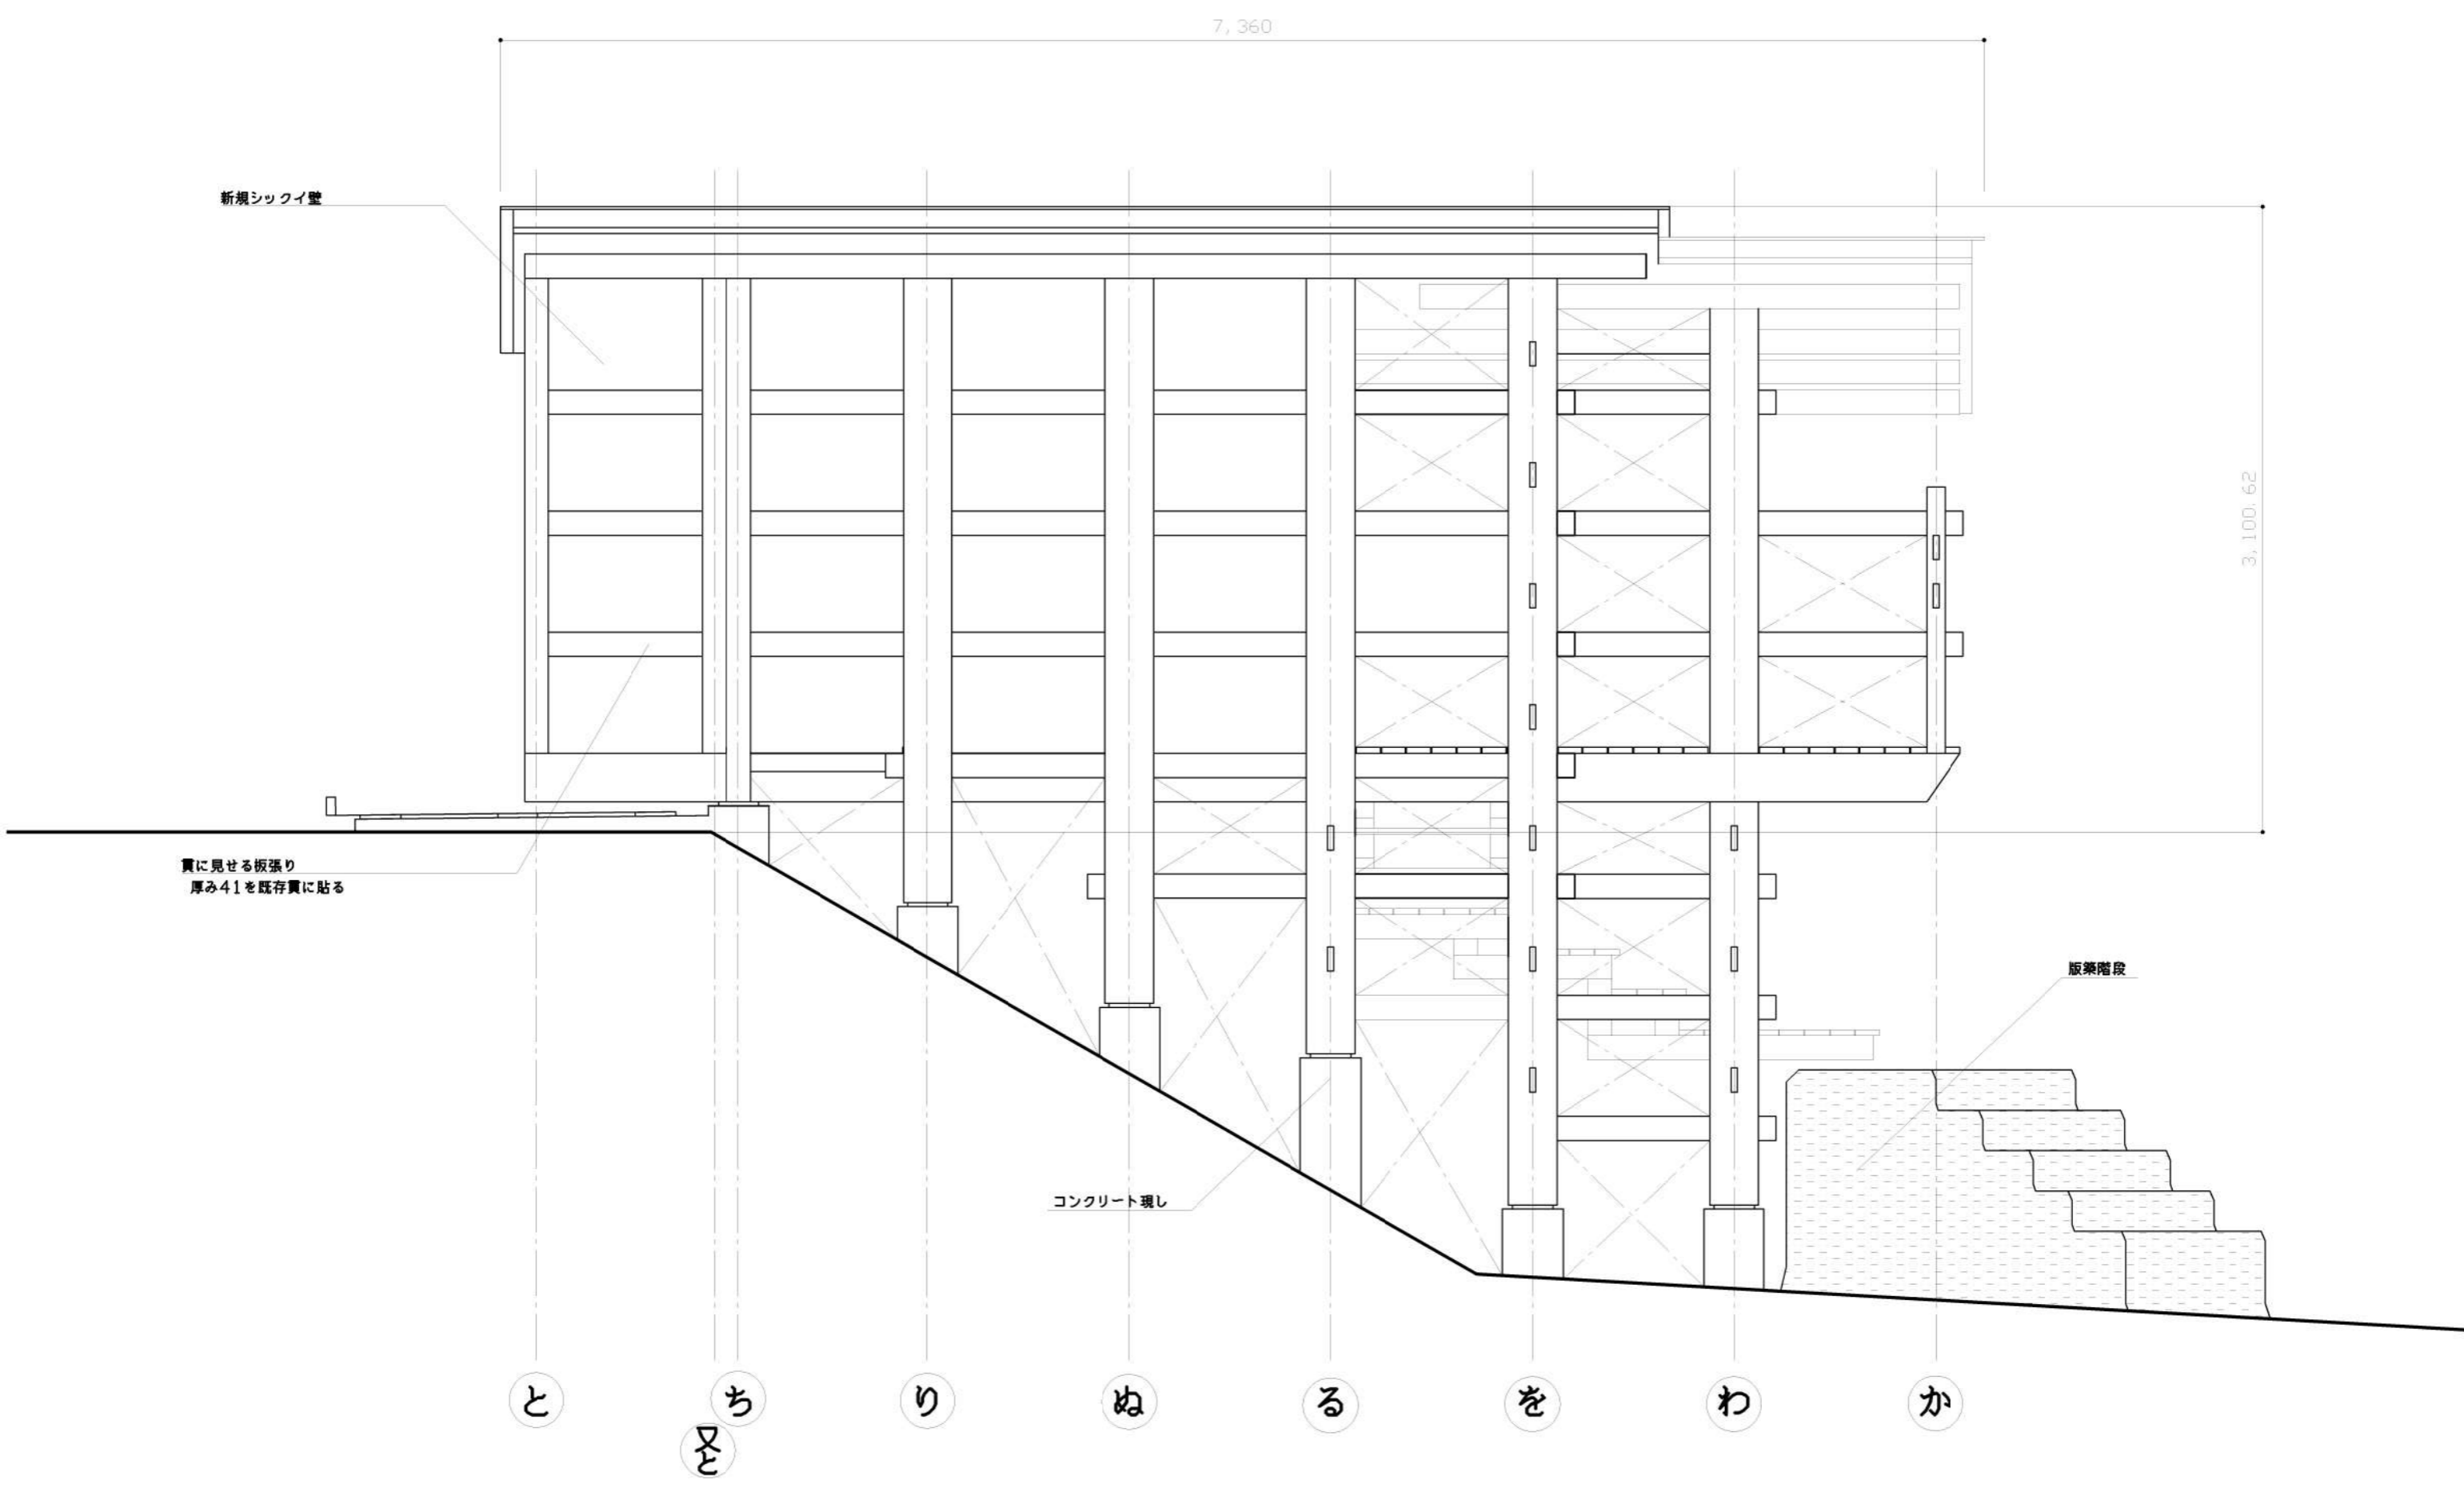 7,360
新規シックイ壁
3,100.62
貫に見せる板張り
厚み41を既存貫に貼る
版築階段
コンクリート現し
と
ち
り
ぬ
る
を
わ
か
又と